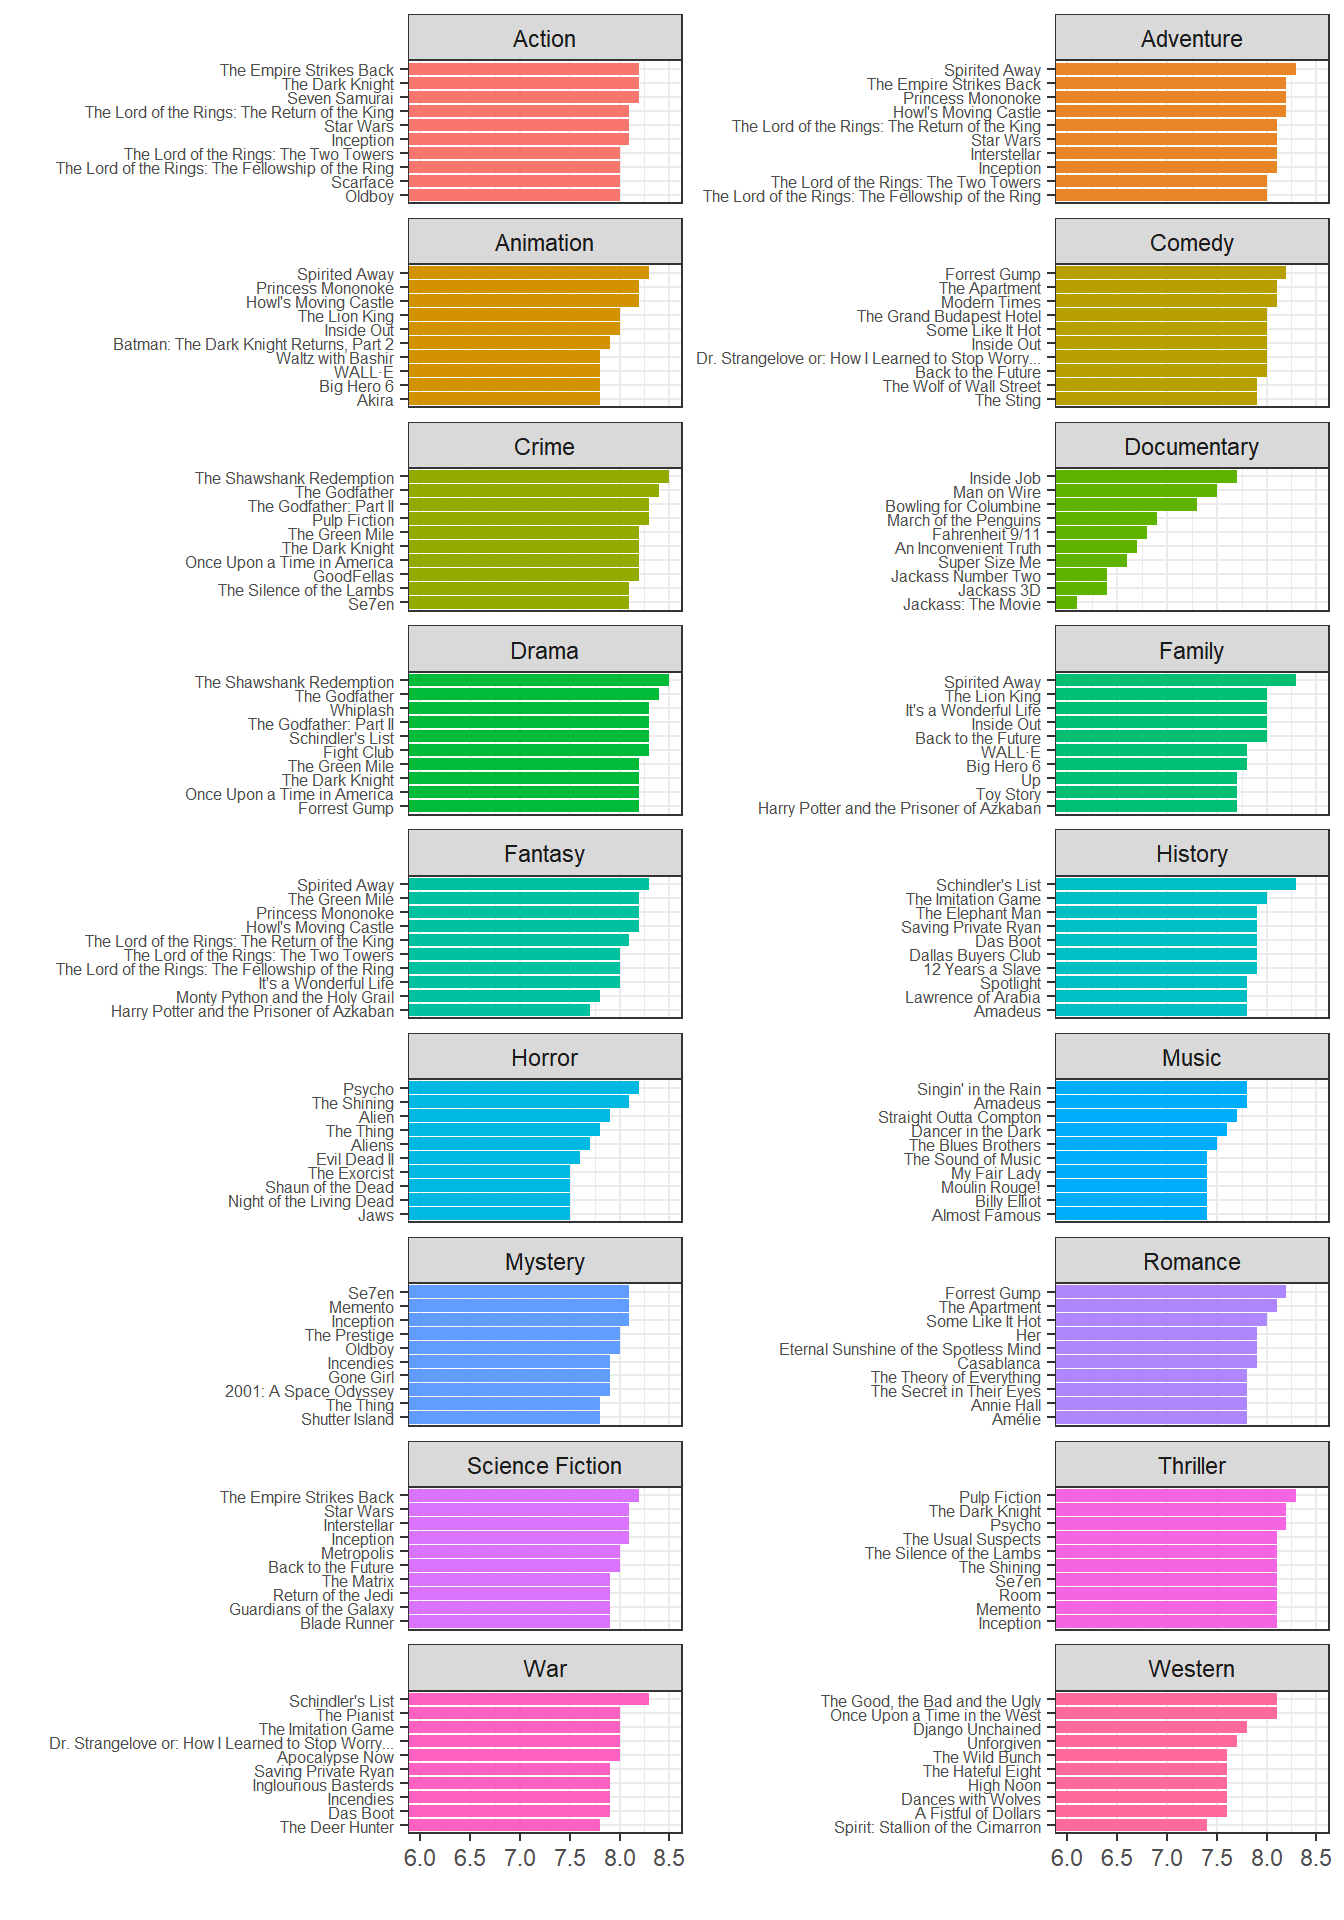 Action
The Empire Strikes Back
The Dark Knight
Seven Samurai
The Lord of the Rings: The Return of the King
Star Wars
Inception
The Lord of the Rings: The Two Towers
The Lord of the Rings: The Fellowship of the Ring
Scarface
Oldboy
Adventure
Spirited Away
The Empire Strikes Back
Princess Mononoke
Howl's Moving Castle
The Lord of the Rings: The Return of the King
Star Wars
Interstellar
Inception
The Lord of the Rings: The Two Towers
The Lord of the Rings: The Fellowship of the Ring
Animation
Spirited Away
Princess Mononoke
Howl's Moving Castle
The Lion King
Inside Out
Batman: The Dark Knight Returns, Part 2
Waltz with Bashir
WALL·E
Big Hero 6
Akira
Comedy
Forrest Gump
The Apartment
Modern Times
The Grand Budapest Hotel
Some Like It Hot
Inside Out
Dr. Strangelove or: How I Learned to Stop Worry...
Back to the Future
The Wolf of Wall Street
The Sting
Crime
The Shawshank Redemption
The Godfather
The Godfather: Part II
Pulp Fiction
The Green Mile
The Dark Knight
Once Upon a Time in America
GoodFellas
The Silence of the Lambs
Se7en
Documentary
Inside Job
Man on Wire
Bowling for Columbine
March of the Penguins
Fahrenheit 9/11
An Inconvenient Truth
Super Size Me
Jackass Number Two
Jackass 3D
Jackass: The Movie
Drama
The Shawshank Redemption
The Godfather
Whiplash
The Godfather: Part II
Schindler's List
Fight Club
The Green Mile
The Dark Knight
Once Upon a Time in America
Forrest Gump
Family
Spirited Away
The Lion King
It's a Wonderful Life
Inside Out
Back to the Future
WALL·E
Big Hero 6
Up
Toy Story
Harry Potter and the Prisoner of Azkaban
Fantasy
Spirited Away
The Green Mile
Princess Mononoke
Howl's Moving Castle
The Lord of the Rings: The Return of the King
The Lord of the Rings: The Two Towers
The Lord of the Rings: The Fellowship of the Ring
It's a Wonderful Life
Monty Python and the Holy Grail
Harry Potter and the Prisoner of Azkaban
History
Schindler's List
The Imitation Game
The Elephant Man
Saving Private Ryan
Das Boot
Dallas Buyers Club
12 Years a Slave
Spotlight
Lawrence of Arabia
Amadeus
Horror
Psycho
The Shining
Alien
The Thing
Aliens
Evil Dead II
The Exorcist
Shaun of the Dead
Night of the Living Dead
Jaws
Music
Singin' in the Rain
Amadeus
Straight Outta Compton
Dancer in the Dark
The Blues Brothers
The Sound of Music
My Fair Lady
Moulin Rouge!
Billy Elliot
Almost Famous
Mystery
Se7en
Memento
Inception
The Prestige
Oldboy
Incendies
Gone Girl
2001: A Space Odyssey
The Thing
Shutter Island
Romance
Forrest Gump
The Apartment
Some Like It Hot
Her
Eternal Sunshine of the Spotless Mind
Casablanca
The Theory of Everything
The Secret in Their Eyes
Annie Hall
Amélie
Science Fiction
The Empire Strikes Back
Star Wars
Interstellar
Inception
Metropolis
Back to the Future
The Matrix
Return of the Jedi
Guardians of the Galaxy
Blade Runner
Thriller
Pulp Fiction
The Dark Knight
Psycho
The Usual Suspects
The Silence of the Lambs
The Shining
Se7en
Room
Memento
Inception
War
Schindler's List
The Pianist
The Imitation Game
Dr. Strangelove or: How I Learned to Stop Worry...
Apocalypse Now
Saving Private Ryan
Inglourious Basterds
Incendies
Das Boot
The Deer Hunter
6.0 6.5 7.0 7.5 8.0 8.5
Western
The Good, the Bad and the Ugly
Once Upon a Time in the West
Django Unchained
Unforgiven
The Wild Bunch
The Hateful Eight
High Noon
Dances with Wolves
A Fistful of Dollars
Spirit: Stallion of the Cimarron
6.0 6.5 7.0 7.5 8.0 8.5